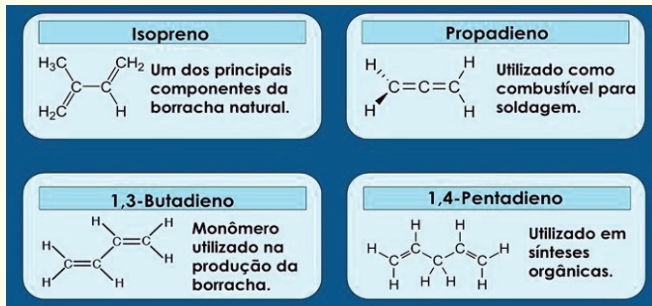 Isopreno
H₃C
CH₂
H₂C
H
Um dos principais
componentes da
borracha natural.
Propadieno
H
H
C=C=C
H
H
Utilizado como
combustível para
soldagem.
1,3-Butadieno
H
H
C=C
H
H
C=C
H
H
Monômero
utilizado na
produção da
borracha.
1,4-Pentadieno
H
H
H
C
C
H
C
C
C
H
H
H
H
Utilizado em
sínteses
orgânicas.